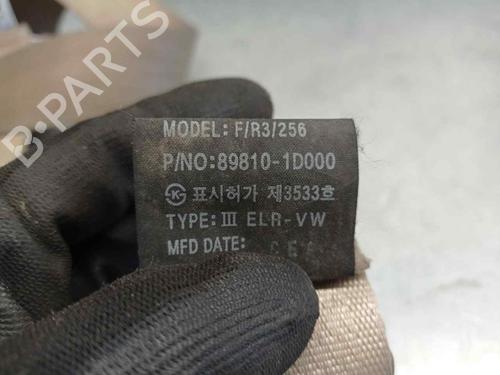 MODEL: F/R3/256
P/NO: 89810-1D000
표시허가 제3533호
TYPE: Ⅲ ELR-VW
MFD DATE:
B-PARTS